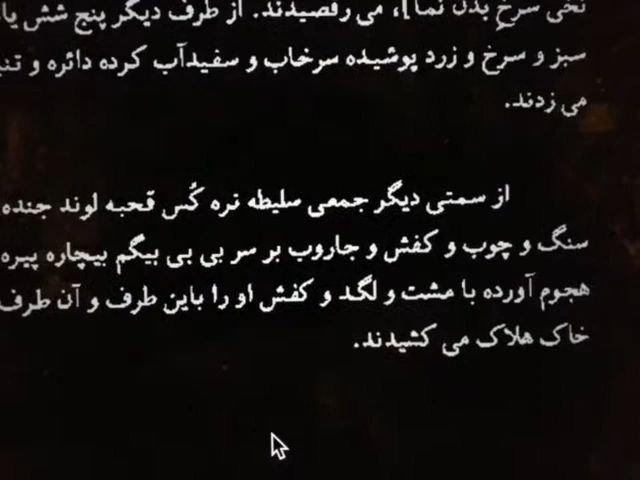 نخی سرخِ بدن نما]، می رقصیدند. از طرف دیگر پنج شش
سبز و سرخ و زرد پوشیده سرخاب و سفیدآب کرده دائره و
می زدند.
از سمتی دیگر جمعی سلیطه نره کُس قحبه لوند جنده
سنگ و چوب و کفش و جاروب بر سر بی بی بیگم بیچاره پیره
هجوم آورده با مشت و لگد و کفش او را باین طرف و آن طرف
خاک هلاک می کشیدند.